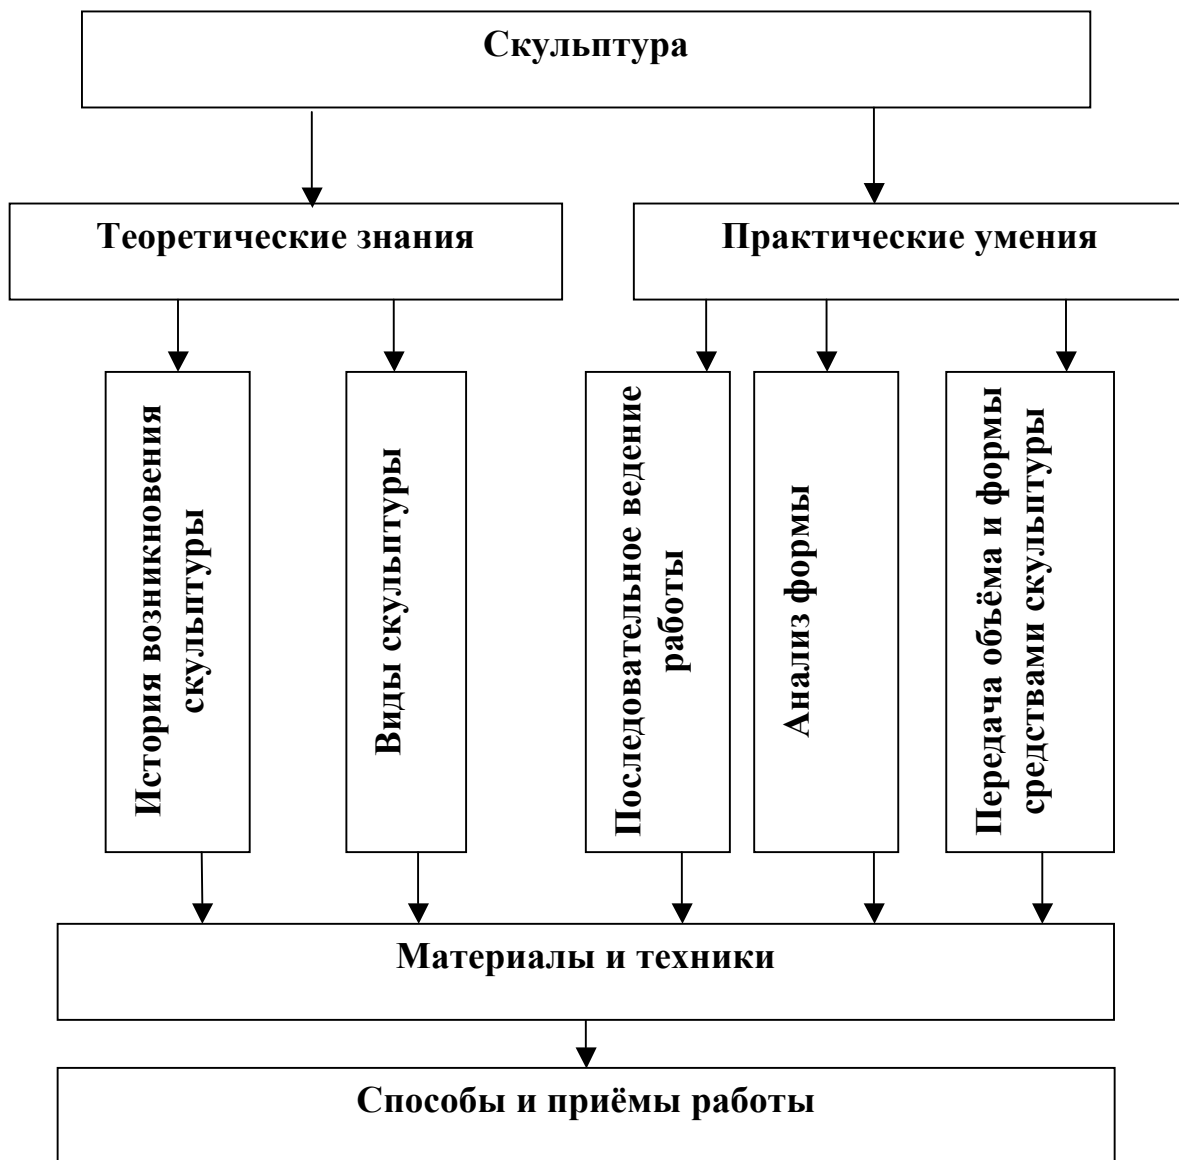 Скульптура
Теоретические знания
Практические умения
История возникновения
скульптуры
Виды скульптуры
Последовательное ведение
работы
Анализ формы
Передача объёма и формы
средствами скульптуры
Материалы и техники
Способы и приёмы работы